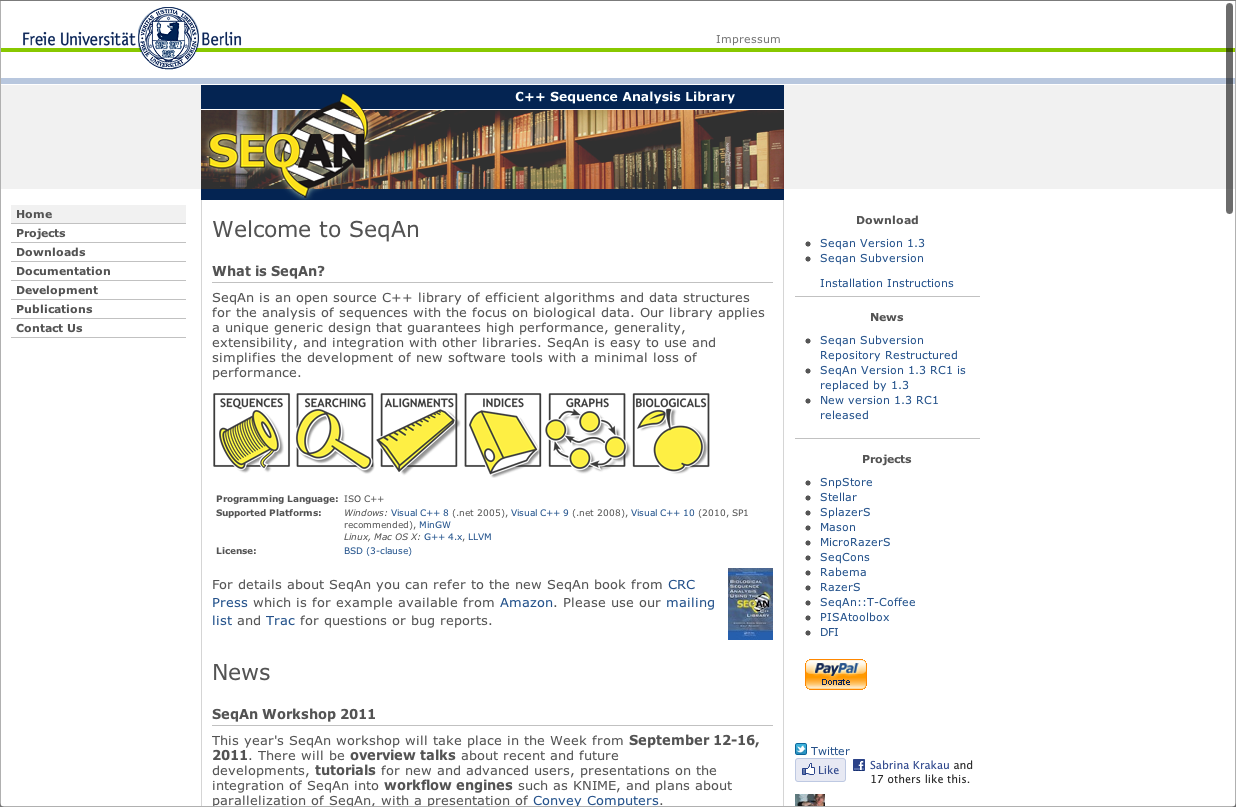 Freie Universität Berlin
Impressum
C++ Sequence Analysis Library
SEQAN
Home
Projects
Downloads
Documentation
Development
Publications
Contact Us
Welcome to SeqAn
What is SeqAn?
SeqAn is an open source C++ library of efficient algorithms and data structures
for the analysis of sequences with the focus on biological data. Our library applies
a unique generic design that guarantees high performance, generality,
extensibility, and integration with other libraries. SeqAn is easy to use and
simplifies the development of new software tools with a minimal loss of
performance.
SEQUENCES SEARCHING ALIGNMENTS INDICES GRAPHS BIOLOGICALS
Programming Language: ISO C++
Supported Platforms: Windows: Visual C++ 8 (.net 2005), Visual C++ 9 (.net 2008), Visual C++ 10 (2010, SP1
recommended), MinGW
Linux, Mac OS X: G++ 4.x, LLVM
License: BSD (3-clause)
For details about SeqAn you can refer to the new SeqAn book from CRC
Press which is for example available from Amazon. Please use our mailing
list and Trac for questions or bug reports.
BIOLOGICAL
SEQUENCE
ANALYSIS
USING THE
SEQAN
C++
LIBRARY
News
SeqAn Workshop 2011
This year's SeqAn workshop will take place in the Week from September 12-16,
2011. There will be overview talks about recent and future
developments, tutorials for new and advanced users, presentations on the
integration of SeqAn into workflow engines such as KNIME, and plans about
parallelization of SeqAn, with a presentation of Convey Computers.
Download
Seqan Version 1.3
Seqan Subversion
Installation Instructions
News
Seqan Subversion
Repository Restructured
SeqAn Version 1.3 RC1 is
replaced by 1.3
New version 1.3 RC1
released
Projects
SnpStore
Stellar
SplazerS
Mason
MicroRazerS
SeqCons
Rabema
RazerS
SeqAn::T-Coffee
PISAtoolbox
DFI
PayPal
Donate
Twitter
Like
Sabrina Krakau and
17 others like this.